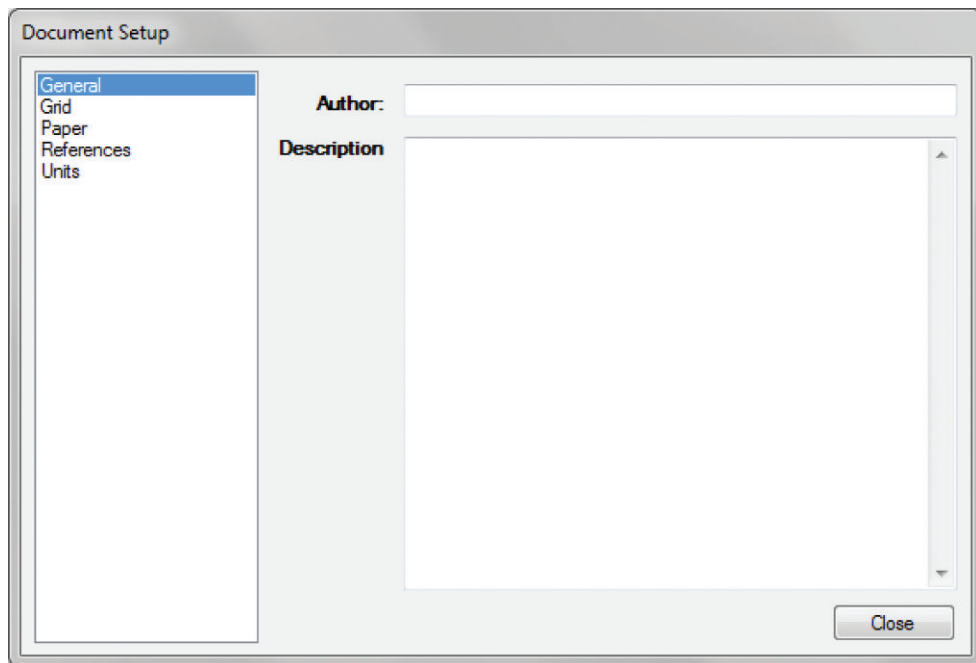 Document Setup
General
Grid
Paper
References
Units
Author:
Description
Close